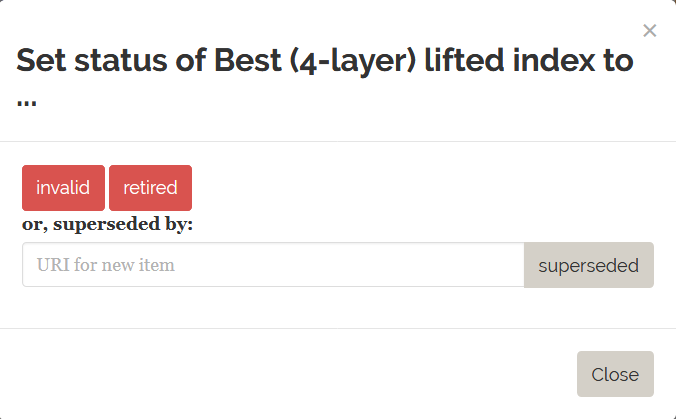 ×
Set status of Best (4-layer) lifted index to
...
invalid retired
or, superseded by:
URI for new item superseded
Close